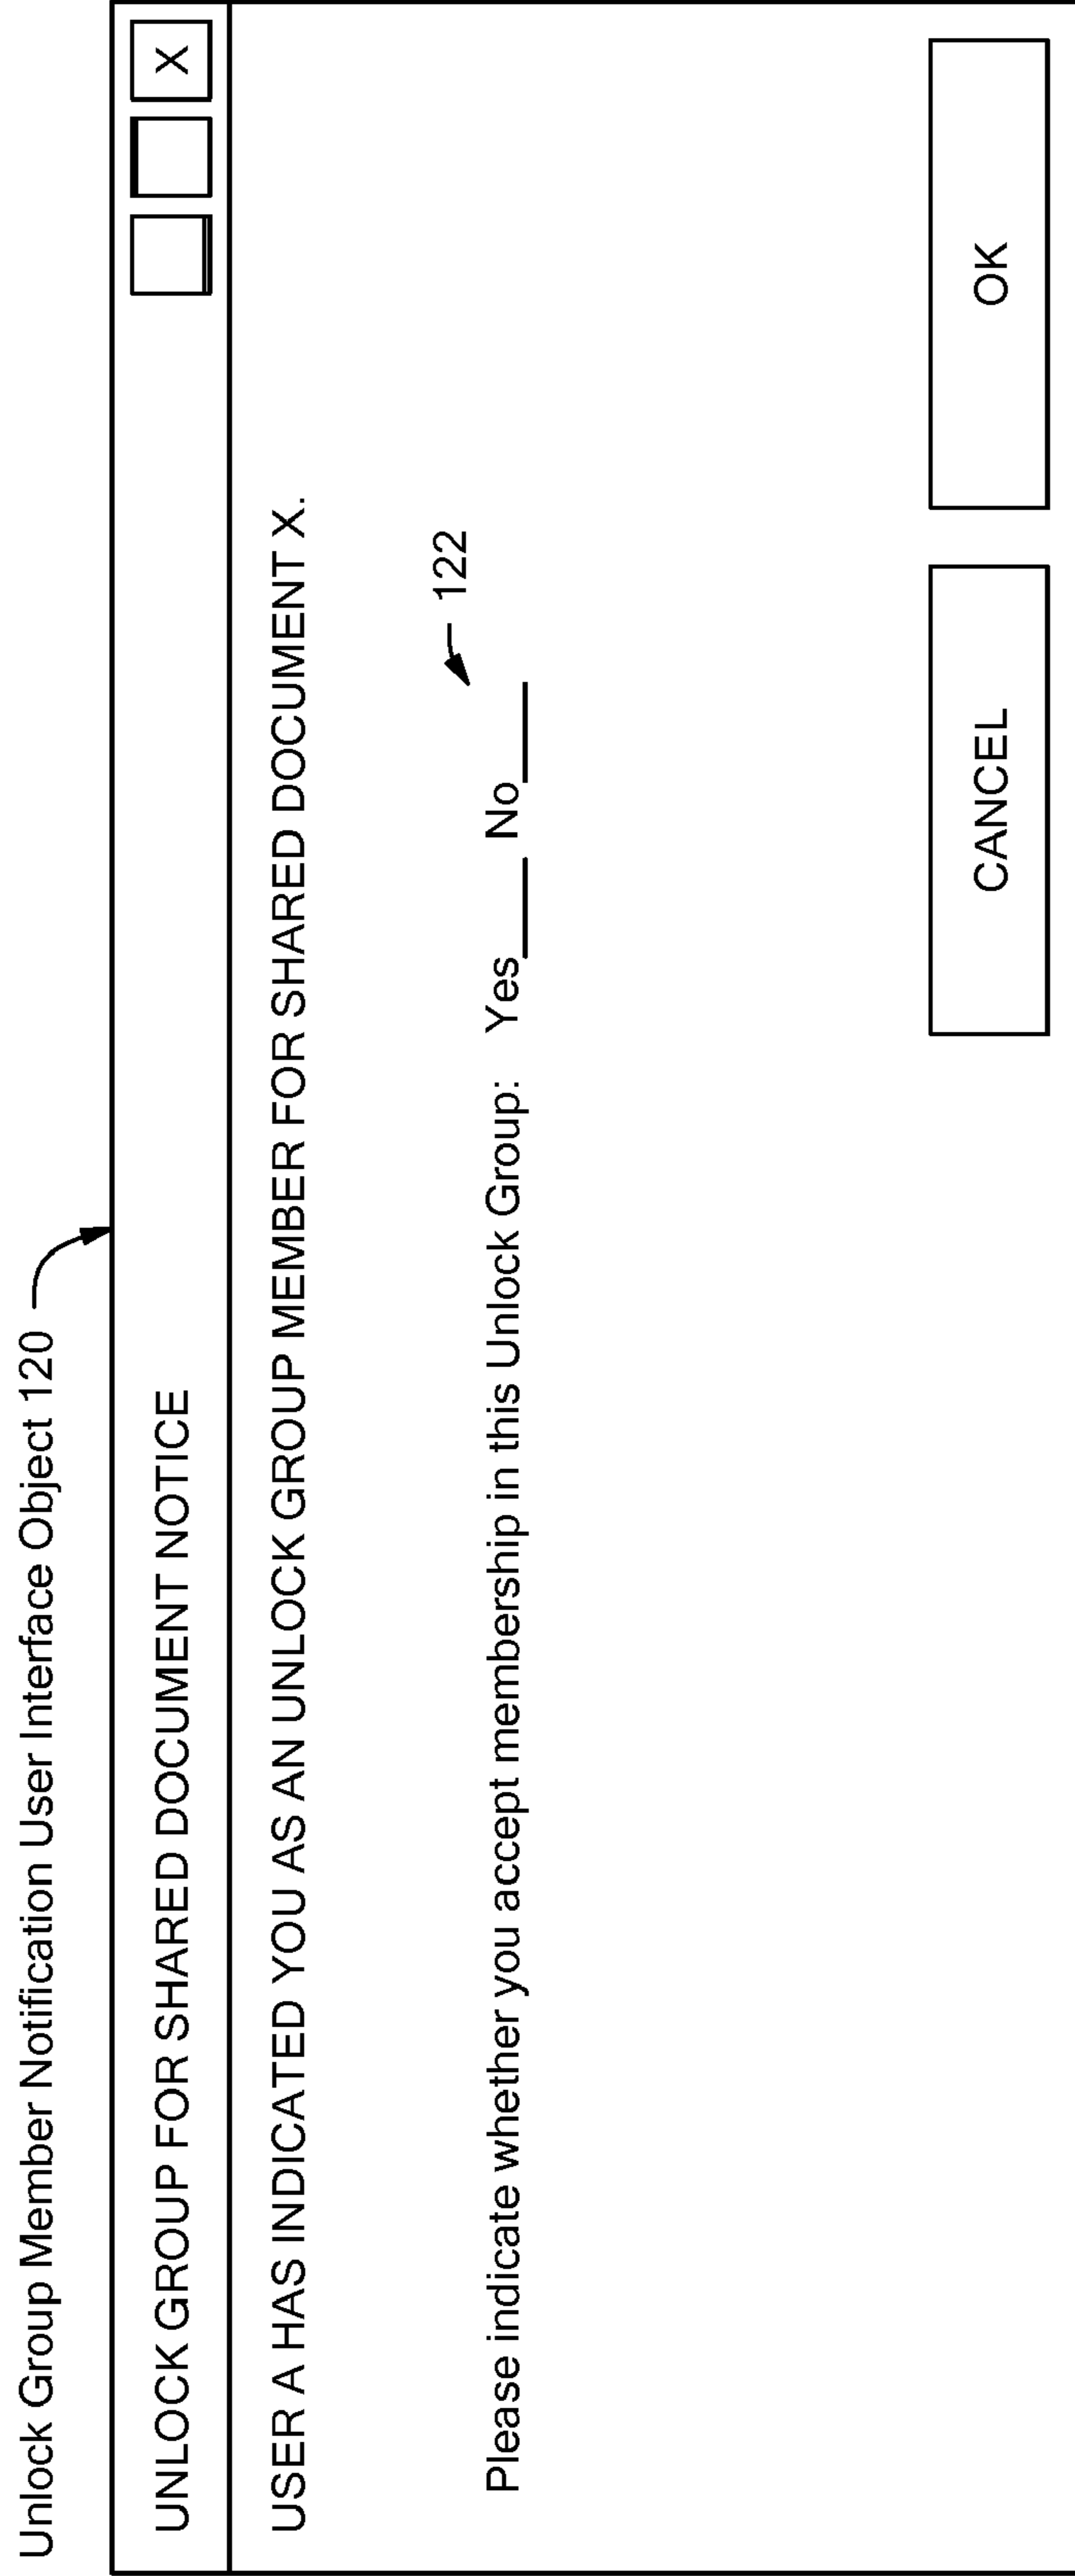 Unlock Group Member Notification User Interface Object 120
UNLOCK GROUP FOR SHARED DOCUMENT NOTICE
X
USER A HAS INDICATED YOU AS AN UNLOCK GROUP MEMBER FOR SHARED DOCUMENT X.
122
Please indicate whether you accept membership in this Unlock Group: Yes____ No____
CANCEL
OK